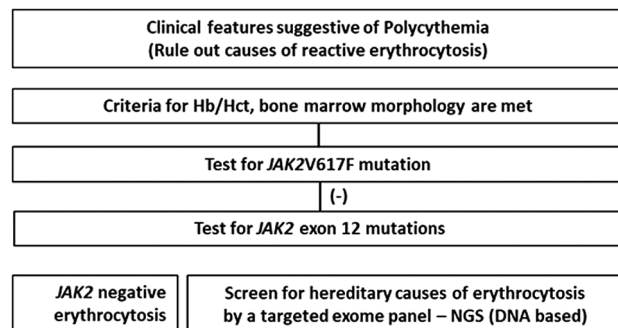 Clinical features suggestive of Polycythemia
(Rule out causes of reactive erythrocytosis)
Criteria for Hb/Hct, bone marrow morphology are met
Test for JAK2V617F mutation
(-)
Test for JAK2 exon 12 mutations
JAK2 negative
erythrocytosis
Screen for hereditary causes of erythrocytosis
by a targeted exome panel – NGS (DNA based)